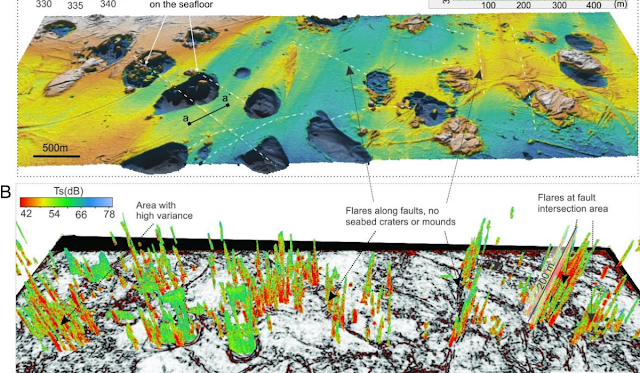 330 335 340
on the seafloor
100 200 300 400 (m)
a
a'
500m
B
Ts(dB)
42 54 66 78
Area with
high variance
Flares along faults, no
seabed craters or mounds
Flares at fault
intersection area